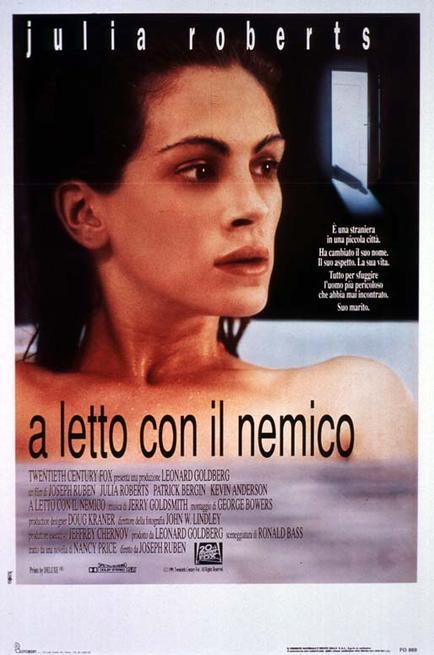 julia roberts
È una straniera
in una piccola città.
Ha cambiato il suo nome.
Il suo aspetto. La sua vita.
Tutto per sfuggire
l'uomo più pericoloso
che abbia mai incontrato.
Suo marito.
a letto con il nemico
TWENTIETH CENTURY FOX presenta una produzione LEONARD GOLDBERG
un film di JOSEPH RUBEN JULIA ROBERTS PATRICK BERGIN KEVIN ANDERSON
A LETTO CON IL NEMICO musica di JERRY GOLDSMITH montaggio di GEORGE BOWERS
production designer DOUG KRANER direttore della fotografia JOHN W. LINDLEY
produttore esecutivo JEFFREY CHERNOV prodotto da LEONARD GOLDBERG sceneggiatura di RONALD BASS
tratto da una novella di NANCY PRICE diretto da JOSEPH RUBEN
Prints by DELUXE
DOLBY STEREO
20th
CENTURY
FOX
©1991 Twentieth Century Fox. All Rights Reserved.